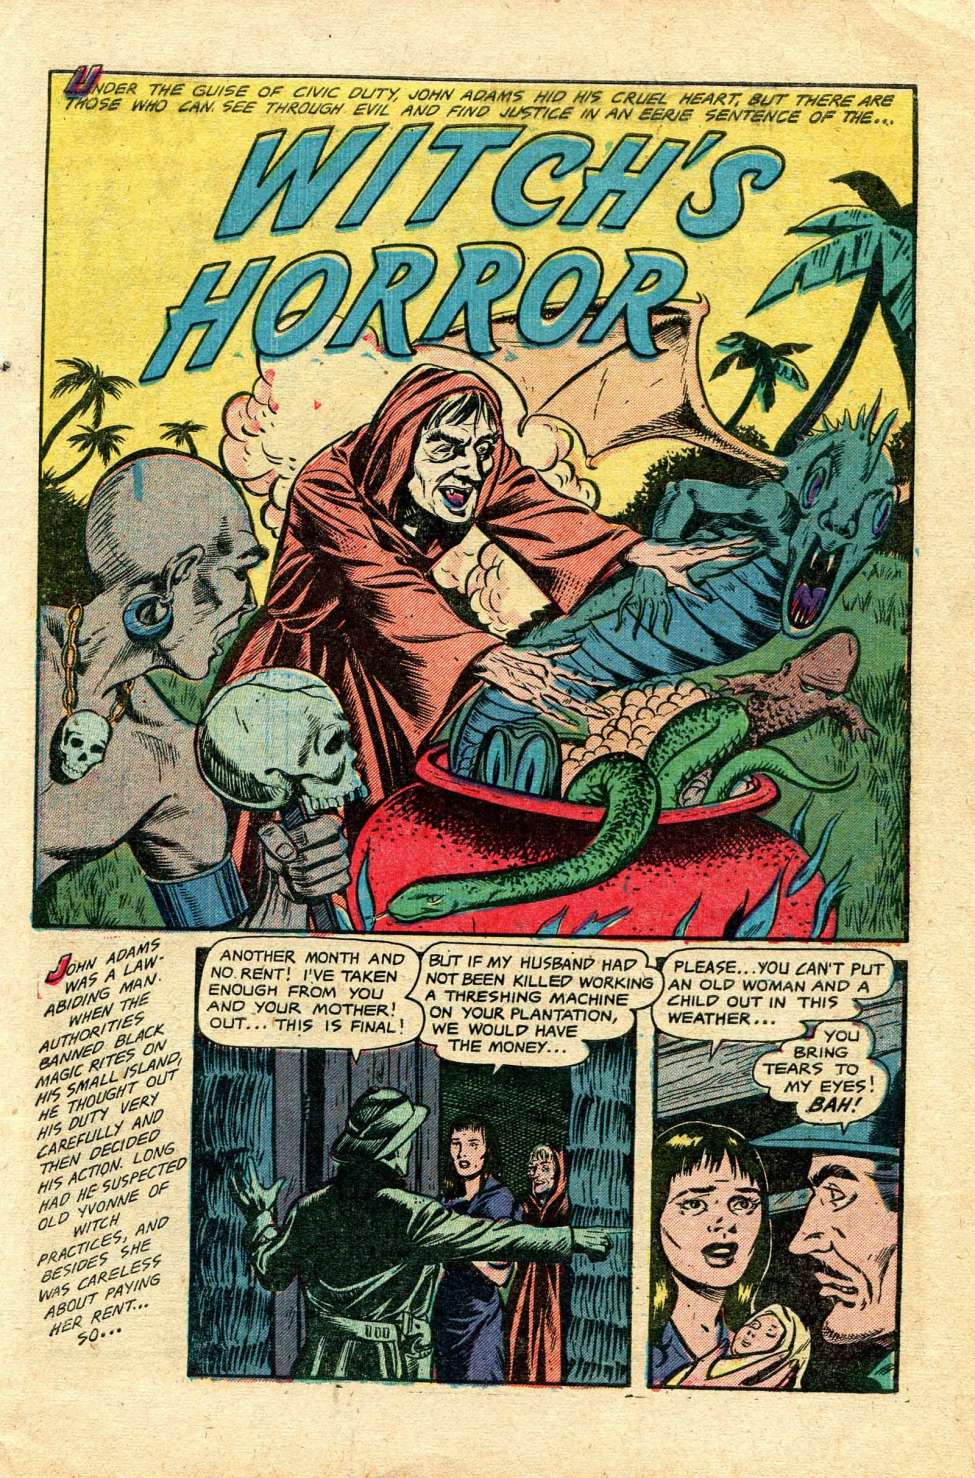 UNDER THE GUISE OF CIVIC DUTY, JOHN ADAMS HID HIS CRUEL HEART, BUT THERE ARE
THOSE WHO CAN SEE THROUGH EVIL AND FIND JUSTICE IN AN EERIE SENTENCE OF THE...
WITCH'S
HORROR
JOHN ADAMS
WAS A LAW-
ABIDING MAN.
WHEN THE
AUTHORITIES
BANNED BLACK
MAGIC RITES ON
HIS SMALL ISLAND,
HE THOUGHT OUT
HIS DUTY VERY
CAREFULLY AND
THEN DECIDED
HIS ACTION. LONG
HAD HE SUSPECTED
OLD YVONNE OF
WITCH
PRACTICES, AND
BESIDES SHE
WAS CARELESS
ABOUT PAYING
HER RENT...
SO...
ANOTHER MONTH AND
NO RENT! I'VE TAKEN
ENOUGH FROM YOU
AND YOUR MOTHER!
OUT... THIS IS FINAL!
BUT IF MY HUSBAND HAD
NOT BEEN KILLED WORKING
A THRESHING MACHINE
ON YOUR PLANTATION,
WE WOULD HAVE
THE MONEY...
PLEASE...YOU CAN'T PUT
AN OLD WOMAN AND A
CHILD OUT IN THIS
WEATHER...
YOU
BRING
TEARS TO
MY EYES!
BAH!